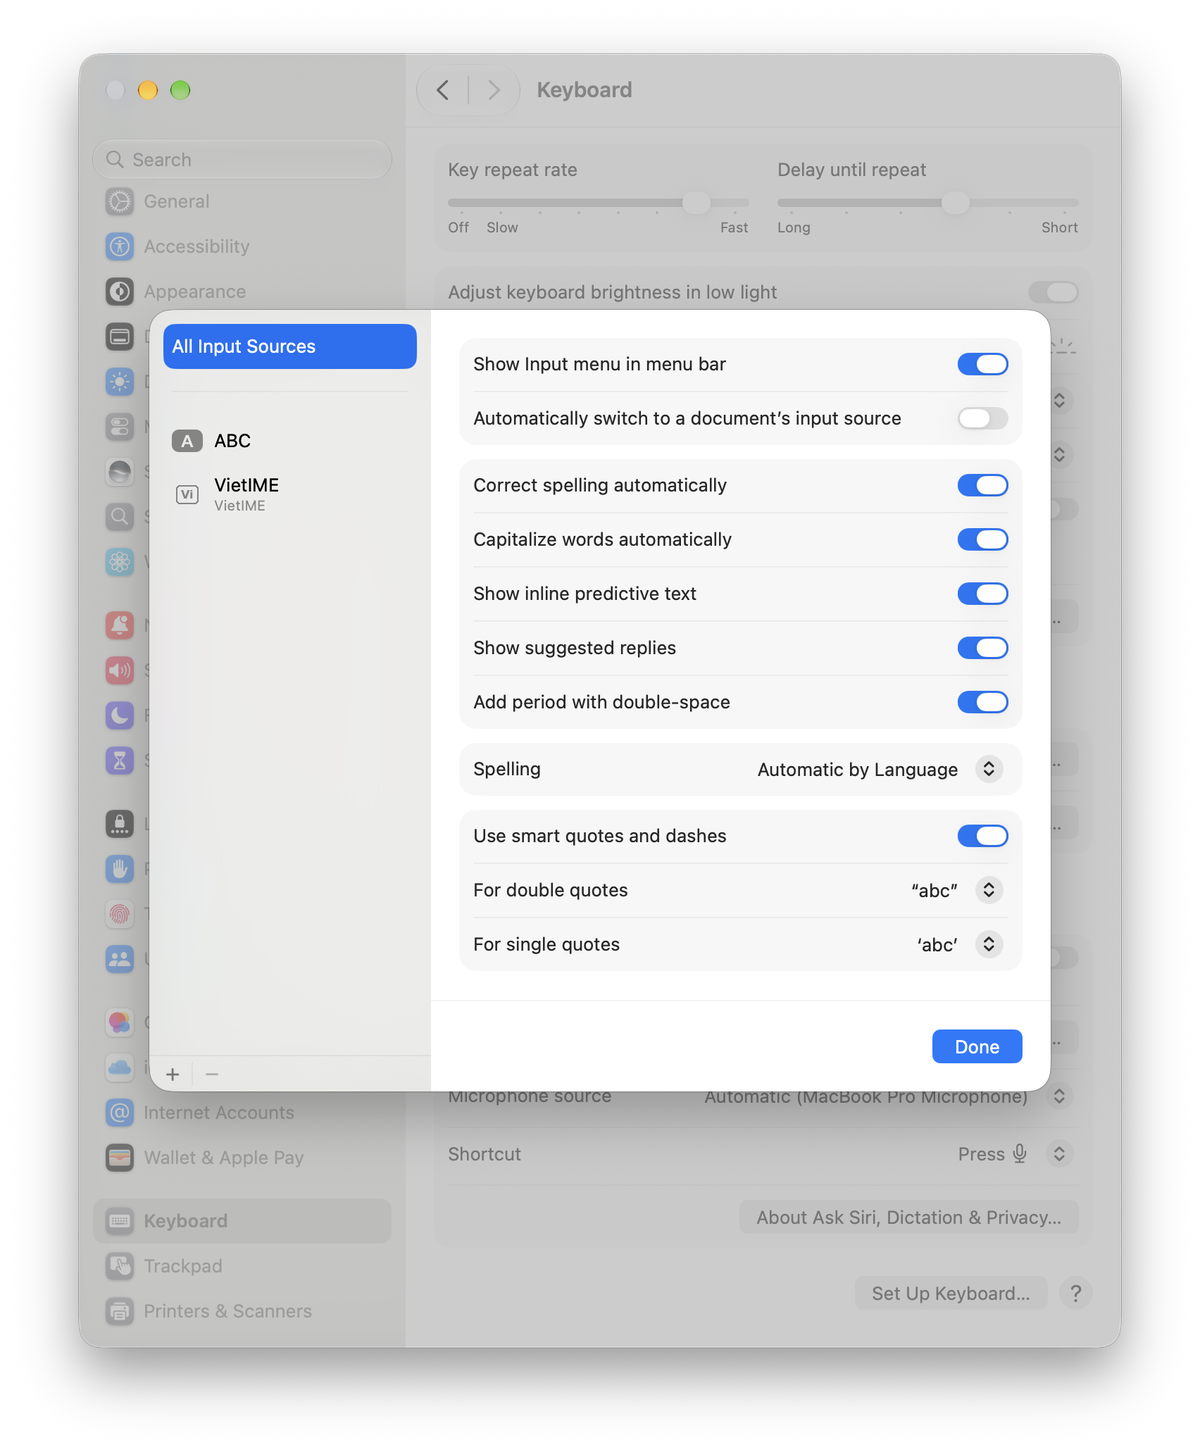 Keyboard
Search
General
Accessibility
Appearance
Key repeat rate
Delay until repeat
Off
Slow
Fast
Long
Short
Adjust keyboard brightness in low light
All Input Sources
A
ABC
Vi
VietIME
VietIME
Show Input menu in menu bar
Automatically switch to a document's input source
Correct spelling automatically
Capitalize words automatically
Show inline predictive text
Show suggested replies
Add period with double-space
Spelling
Automatic by Language
Use smart quotes and dashes
For double quotes
“abc”
For single quotes
‘abc’
Done
Internet Accounts
Wallet & Apple Pay
Keyboard
Trackpad
Printers & Scanners
Microphone source
Automatic (MacBook Pro Microphone)
Shortcut
Press
About Ask Siri, Dictation & Privacy...
Set Up Keyboard...
?